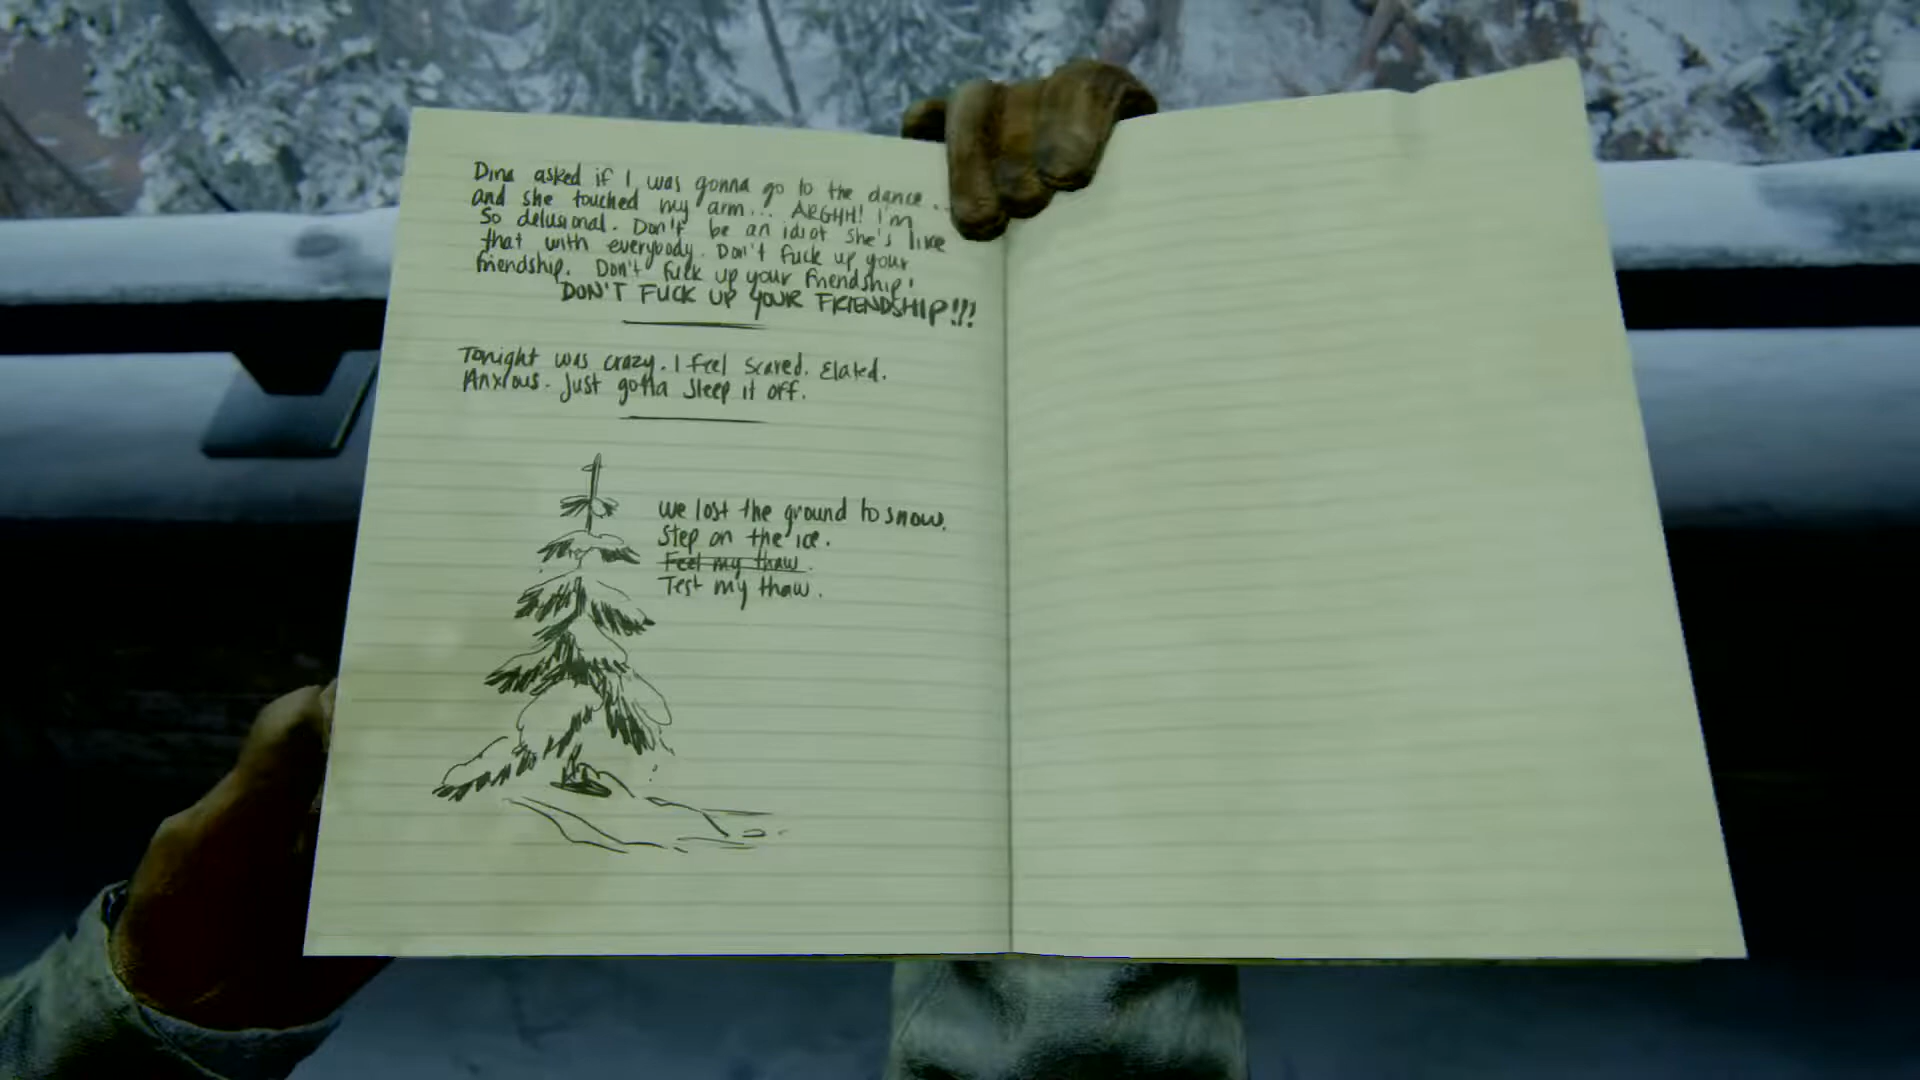 Dina asked if I was gonna go to the dance...
and she touched my arm... ARGHH! I'm
so delusional. Don't be an idiot she's like
that with everybody. Don't fuck up your
friendship. Don't fuck up your friendship!
DON'T FUCK UP YOUR FRIENDSHIP!!!
Tonight was crazy. I feel scared. Elated.
Anxious. Just gotta sleep it off.
We lost the ground to snow.
Step on the ice.
Feel my thaw.
Test my thaw.